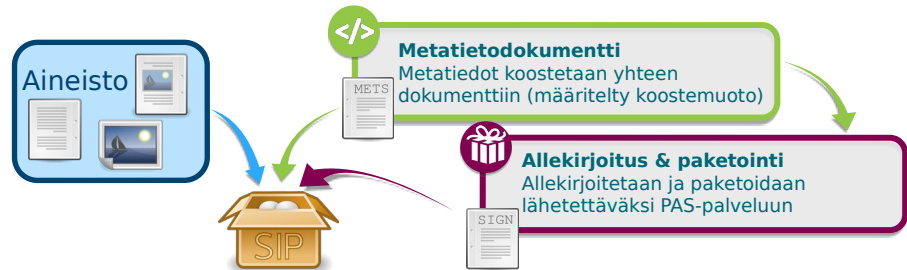 Aineisto
</>
METS
Metatietodokumentti
Metatiedot koostetaan yhteen
dokumenttiin (määritelty koostemuoto)
Allekirjoitus & paketointi
Allekirjoitetaan ja paketoidaan
lähetettäväksi PAS-palveluun
SIGN
SIP